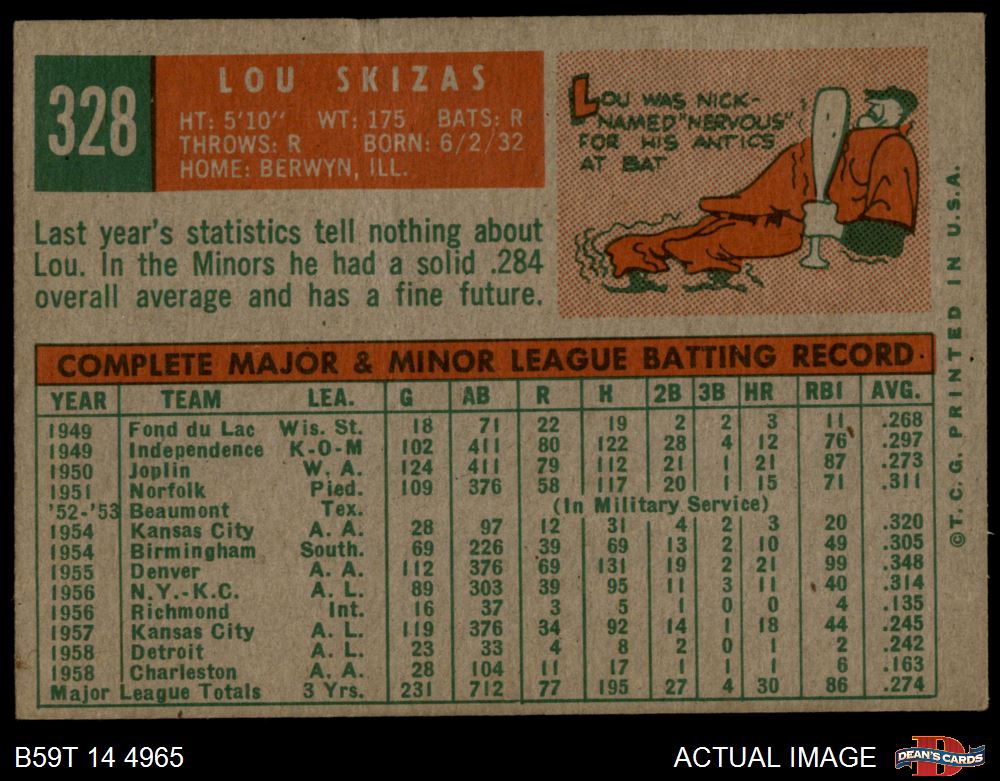 328
LOU SKIZAS
HT: 5'10" WT: 175 BATS: R
THROWS: R BORN: 6/2/32
HOME: BERWYN, ILL.
LOU WAS NICK-
NAMED "NERVOUS"
FOR HIS ANTICS
AT BAT
Last year's statistics tell nothing about
Lou. In the Minors he had a solid .284
overall average and has a fine future.
COMPLETE MAJOR & MINOR LEAGUE BATTING RECORD
YEAR TEAM LEA. G AB R H 2B 3B HR RBI AVG.
1949 Fond du Lac Wis. St. 18 71 22 19 2 2 3 11 .268
1949 Independence K-O-M 102 411 80 122 28 4 12 76 .297
1950 Joplin W. A. 124 411 79 112 21 1 21 87 .273
1951 Norfolk Pied. 109 376 58 117 20 1 15 71 .311
'52-'53 Beaumont Tex. (In Military Service)
1954 Kansas City A. A. 28 97 12 31 4 2 3 20 .320
1954 Birmingham South. 69 226 39 69 13 2 10 49 .305
1955 Denver A. A. 112 376 69 131 19 2 21 99 .348
1956 N.Y.-K.C. A. L. 89 303 39 95 11 3 11 40 .314
1956 Richmond Int. 16 37 3 5 1 0 0 4 .135
1957 Kansas City A. L. 119 376 34 92 14 1 18 44 .245
1958 Detroit A. L. 23 33 4 8 2 0 1 2 .242
1958 Charleston A. A. 28 104 11 17 1 1 1 6 .163
Major League Totals 3 Yrs. 231 712 77 195 27 4 30 86 .274
© T. C. G. PRINTED IN U.S.A.
B59T 14 4965
ACTUAL IMAGE
D
DEAN'S CARDS